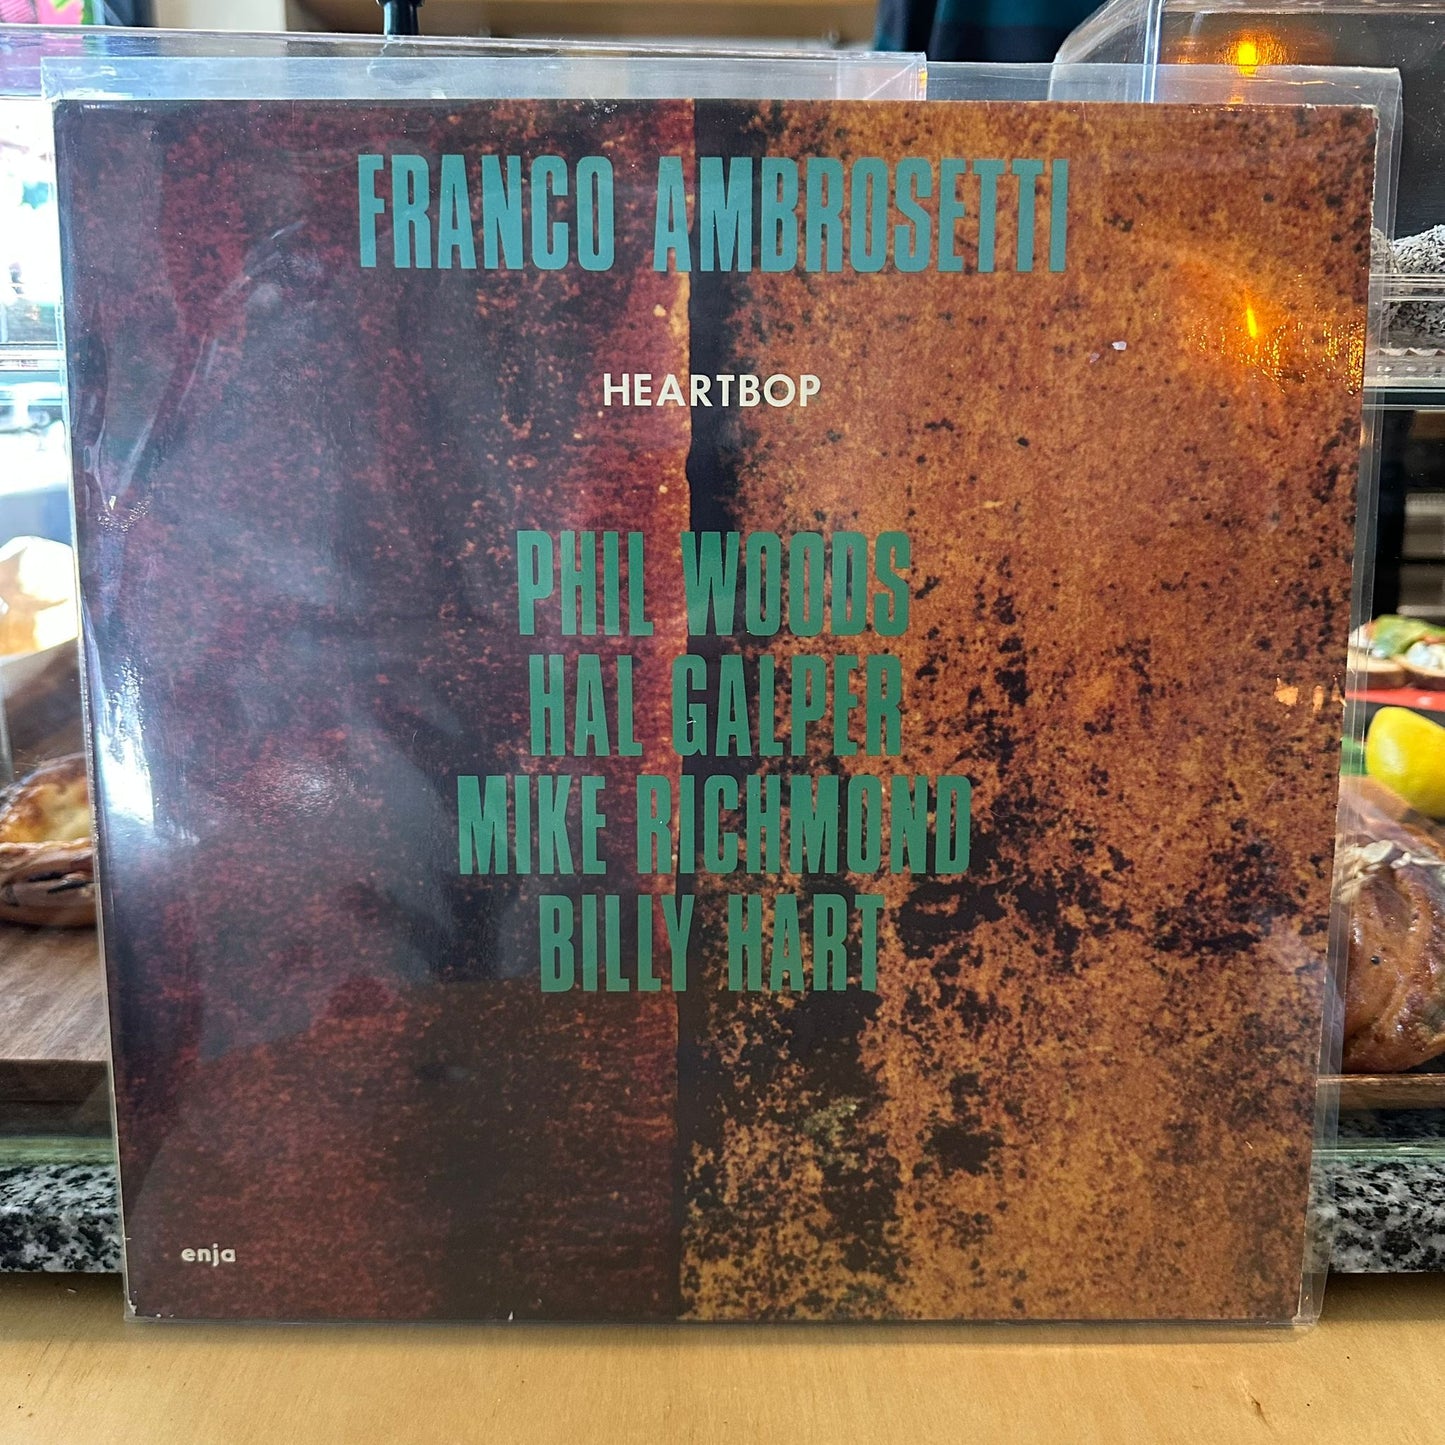 FRANCO AMBROSETTI
HEARTBOP
PHIL WOODS
HAL GALPER
MIKE RICHMOND
BILLY HART
enja